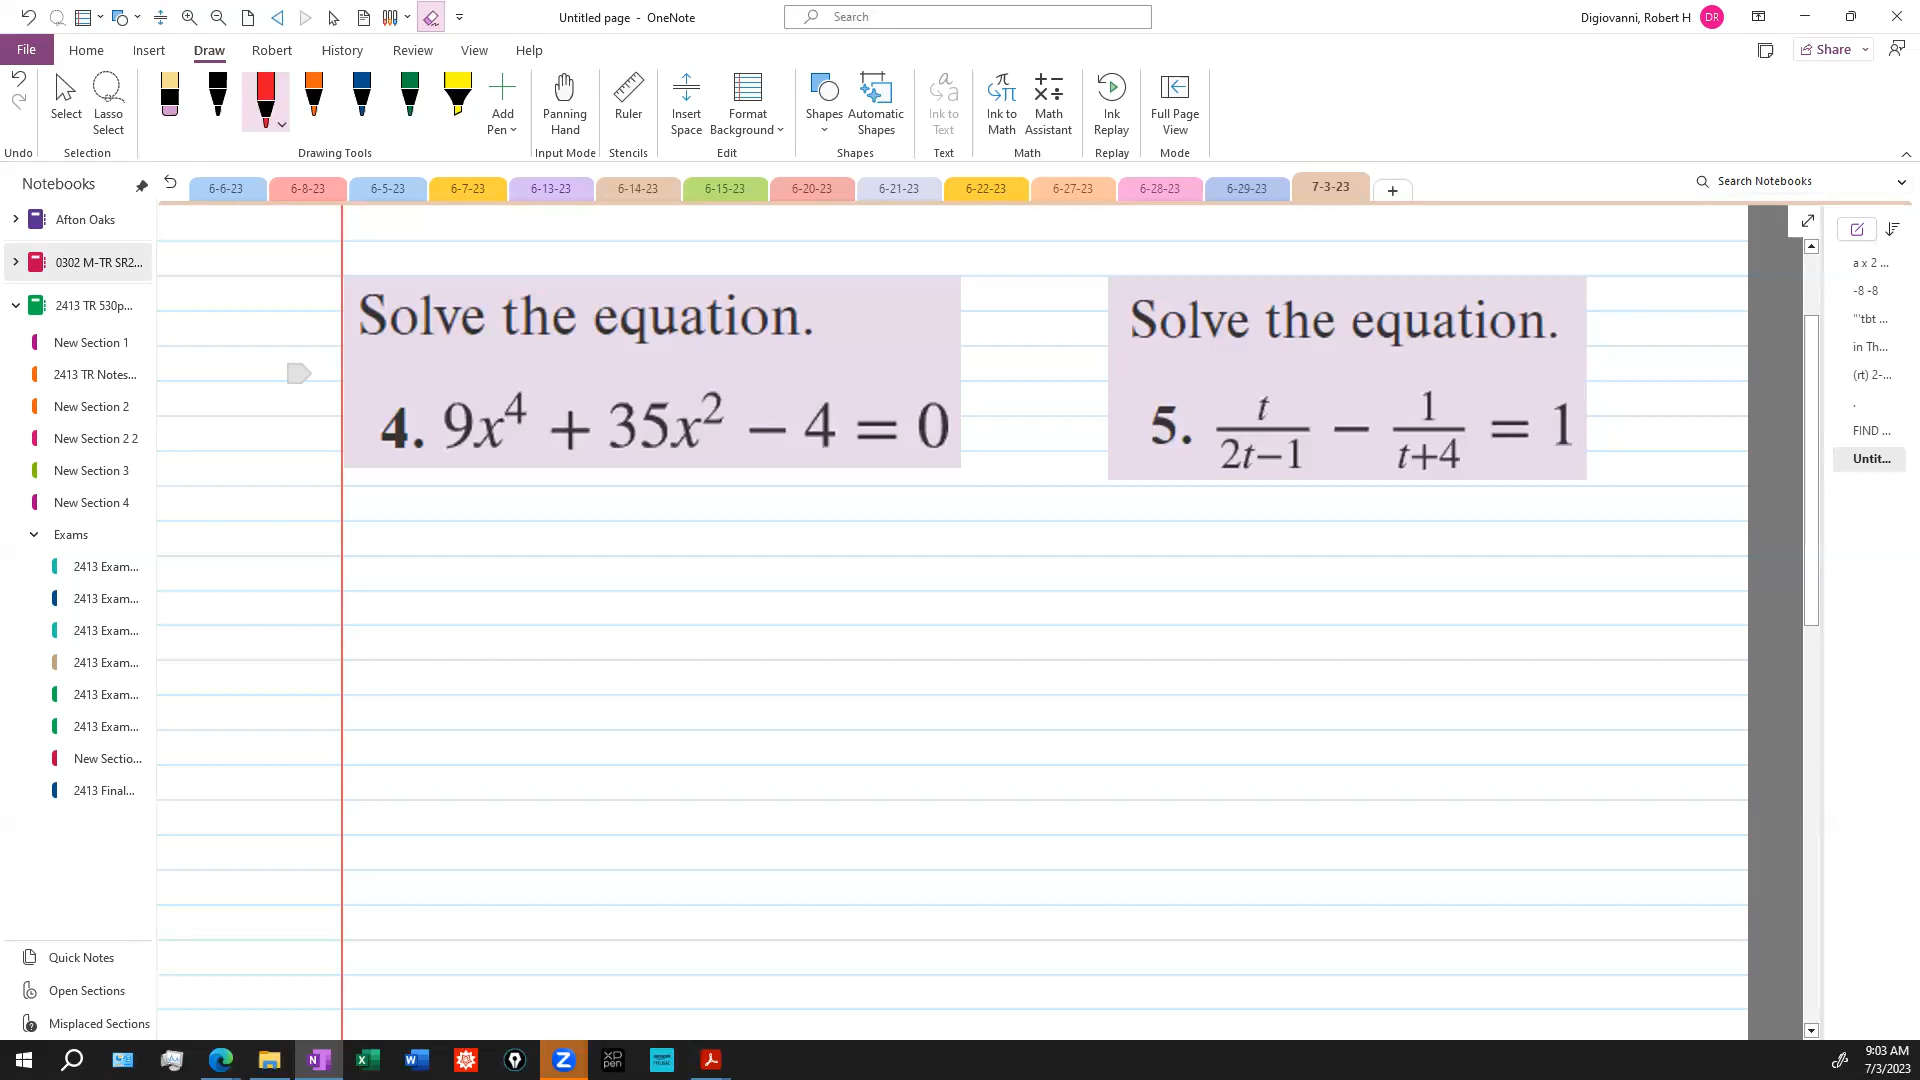 Untitled page - OneNote
Search
Digiovanni, Robert H
DR
File
Home
Insert
Draw
Robert
History
Review
View
Help
Share
Undo
Select
Lasso Select
Selection
Drawing Tools
Add Pen
Panning Hand
Input Mode
Ruler
Stencils
Insert Space
Format Background
Edit
Shapes
Automatic Shapes
Shapes
Ink to Text
Text
Ink to Math
Math Assistant
Math
Ink Replay
Replay
Full Page View
Mode
Notebooks
6-6-23
6-8-23
6-5-23
6-7-23
6-13-23
6-14-23
6-15-23
6-20-23
6-21-23
6-22-23
6-27-23
6-28-23
6-29-23
7-3-23
+
Search Notebooks
Afton Oaks
0302 M-TR SR2...
2413 TR 530p...
New Section 1
2413 TR Notes...
New Section 2
New Section 2 2
New Section 3
New Section 4
Exams
2413 Exam...
2413 Exam...
2413 Exam...
2413 Exam...
2413 Exam...
2413 Exam...
New Sectio...
2413 Final...
Quick Notes
Open Sections
Misplaced Sections
Solve the equation.
4. 9x⁴ + 35x² − 4 = 0
Solve the equation.
5. t/(2t−1) − 1/(t+4) = 1
a x 2 ...
-8 -8
"'tbt ...
in Th...
(rt) 2-...
.
FIND ...
Untit...
XP
pen
music
9:03 AM
7/3/2023